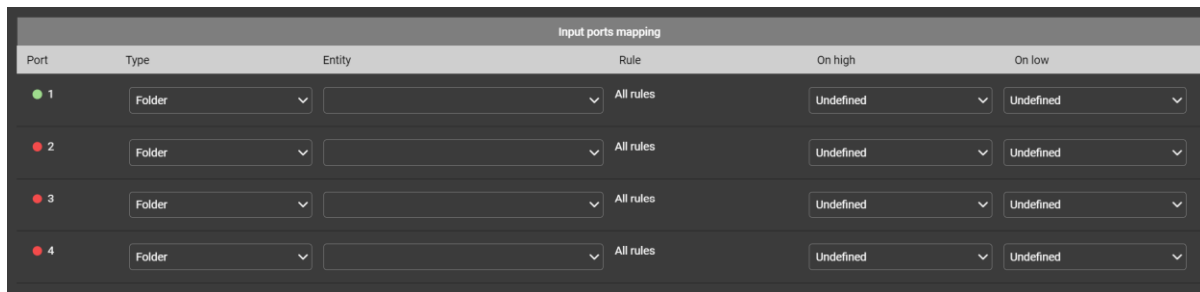 Input ports mapping
Port Type Entity Rule On high On low
1 Folder All rules Undefined Undefined
2 Folder All rules Undefined Undefined
3 Folder All rules Undefined Undefined
4 Folder All rules Undefined Undefined